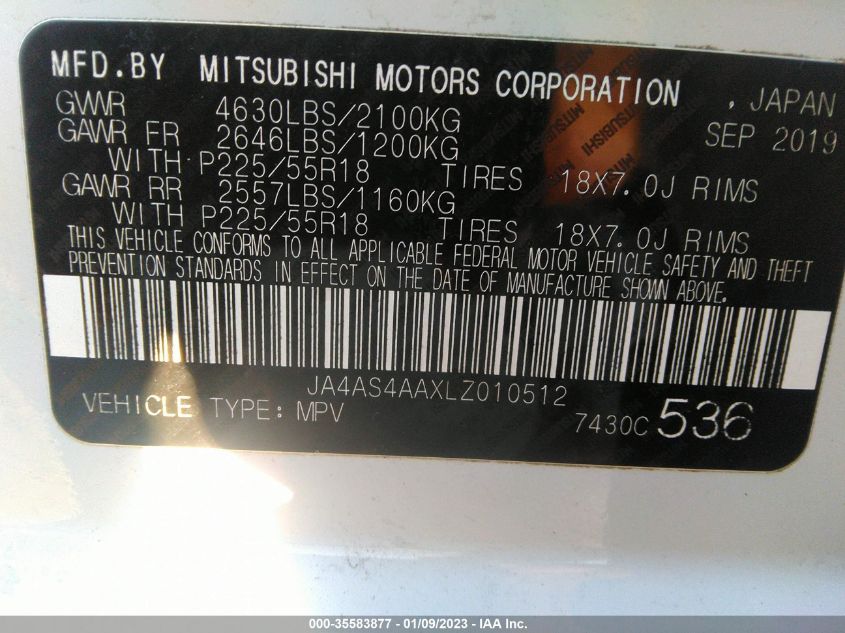 MFD.BY MITSUBISHI MOTORS CORPORATION , JAPAN
GVWR 4630LBS/2100KG SEP 2019
GAWR FR 2646LBS/1200KG
WITH P225/55R18 TIRES 18X7.0J RIMS
GAWR RR 2557LBS/1160KG
WITH P225/55R18 TIRES 18X7.0J RIMS
THIS VEHICLE CONFORMS TO ALL APPLICABLE FEDERAL MOTOR VEHICLE SAFETY AND THEFT
PREVENTION STANDARDS IN EFFECT ON THE DATE OF MANUFACTURE SHOWN ABOVE.
JA4AS4AAXLZ010512
VEHICLE TYPE: MPV 7430C 536
000-35583877 - 01/09/2023 - © IAA Inc.